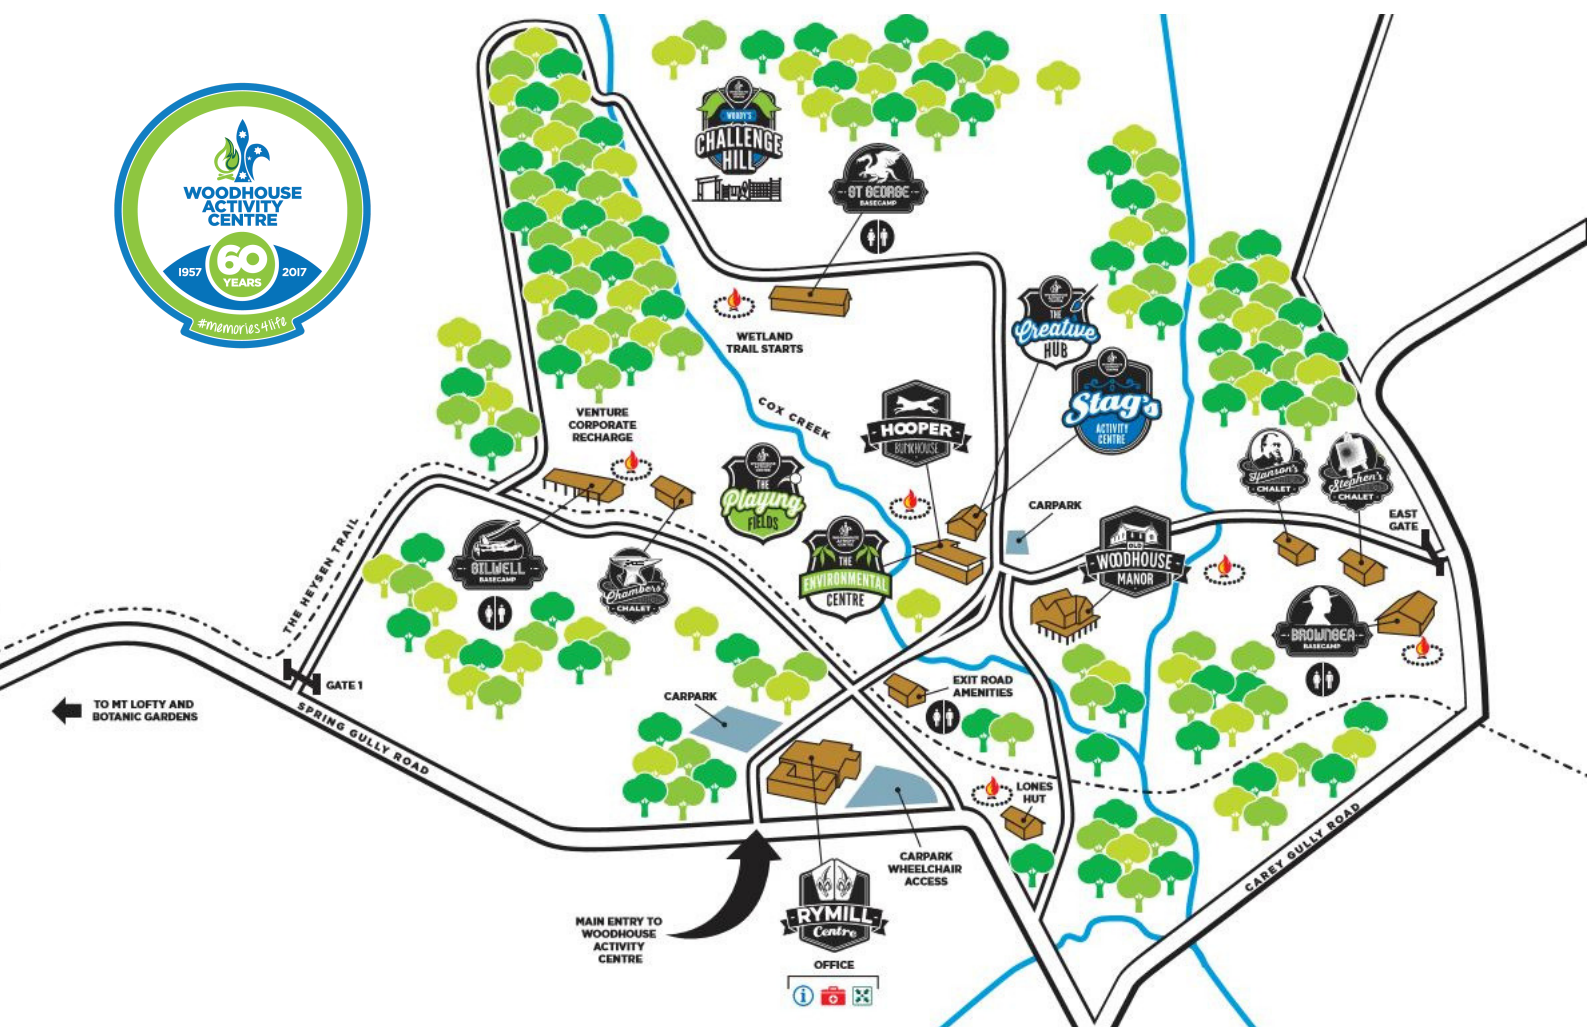 WOODHOUSE
ACTIVITY
CENTRE
1957
60
YEARS
2017
#memories4life
WOODY'S
CHALLENGE
HILL
ST GEORGE
BASECAMP
WETLAND
TRAIL STARTS
THE
Creative
HUB
Stag's
ACTIVITY
CENTRE
COX CREEK
HOOPER
BUNKHOUSE
VENTURE
CORPORATE
RECHARGE
THE
Playing
FIELDS
Hanson's
CHALET
Stephen's
CHALET
EAST
GATE
CARPARK
OLD
WOODHOUSE
MANOR
THE
ENVIRONMENTAL
CENTRE
GILWELL
BASECAMP
Chambers
CHALET
THE HEYSEN TRAIL
BROWNSEA
BASECAMP
GATE 1
TO MT LOFTY AND
BOTANIC GARDENS
SPRING GULLY ROAD
CARPARK
EXIT ROAD
AMENITIES
LONES
HUT
CARPARK
WHEELCHAIR
ACCESS
CAREY GULLY ROAD
MAIN ENTRY TO
WOODHOUSE
ACTIVITY
CENTRE
RYMILL
Centre
OFFICE